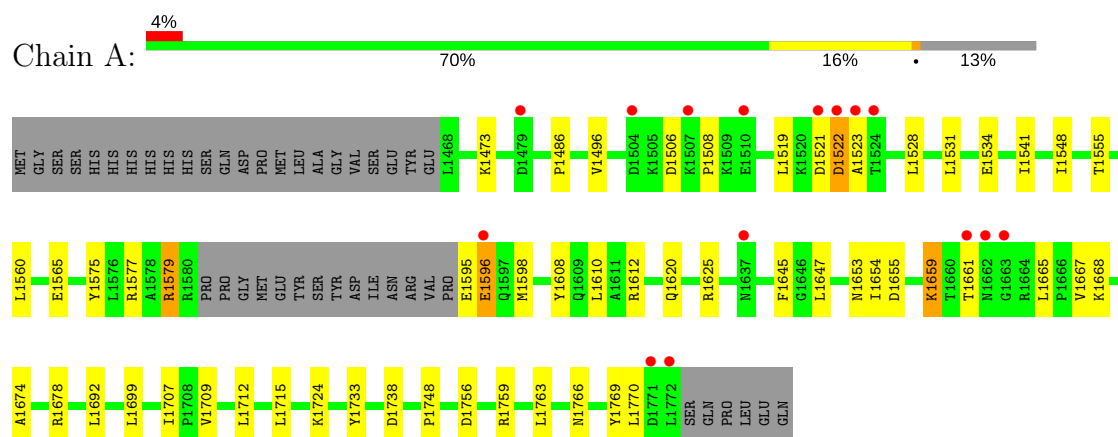 4%
Chain A:
70% 16% • 13%
MET GLY SER SER HIS HIS HIS HIS HIS HIS SER GLN ASP PRO MET LEU ALA GLY VAL SER GLU TYR GLU L1468 K1473 D1479 P1486 V1496 D1504 K1505 D1506 K1507 P1508 K1509 E1510 L1519 K1520 D1521 D1522 A1523 T1524 L1528 L1531 E1534 I1541 I1548 T1555
L1560 E1565 Y1575 L1576 R1577 A1578 R1579 R1580 PRO PRO GLY MET GLU TYR SER TYR ASP ILE ASN ARG VAL PRO E1595 E1596 Q1597 M1598 Y1608 Q1609 L1610 A1611 R1612 Q1620 R1625 N1637 F1645 G1646 L1647 N1653 I1654 D1655 K1659 T1660 T1661 N1662 G1663 R1664 L1665 P1666 V1667 K1668
A1674 R1678 L1692 L1699 I1707 P1708 V1709 L1712 L1715 K1724 Y1733 D1738 P1748 D1756 R1759 L1763 N1766 Y1769 L1770 D1771 L1772 SER GLN PRO LEU GLU GLN